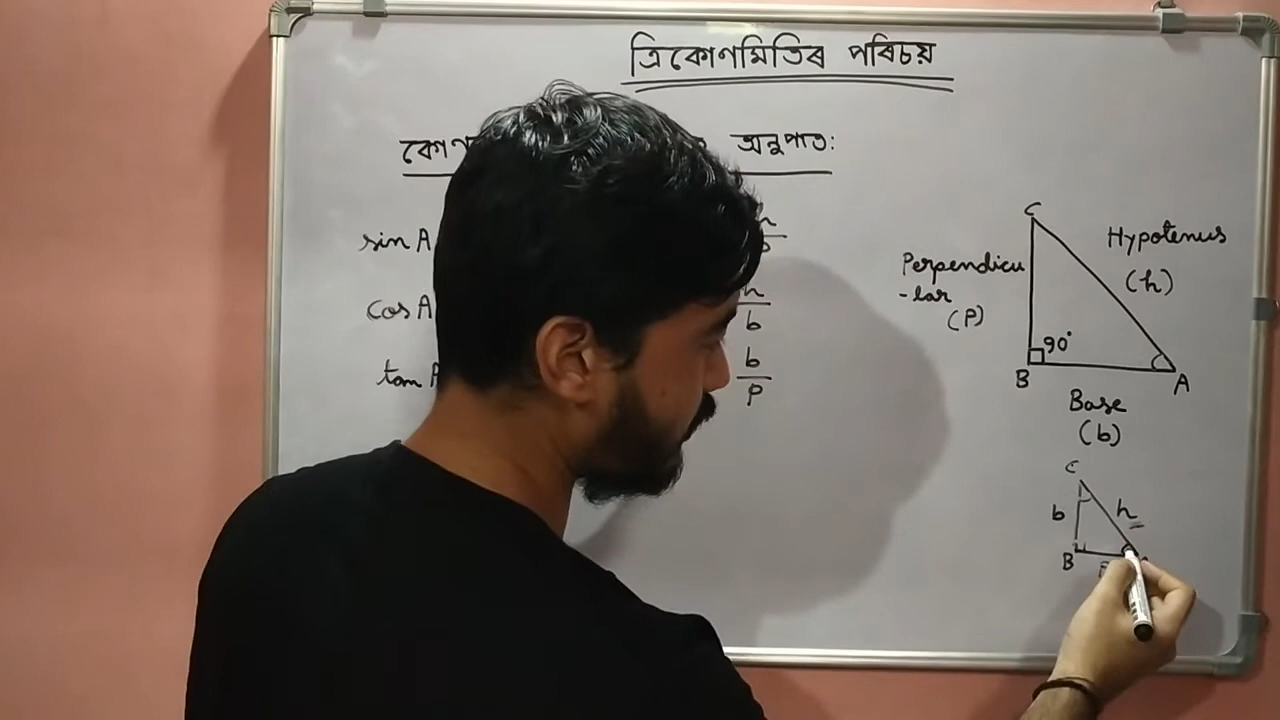 ত্ৰিকোণমিতিৰ পৰিচয়
অনুপাত:
sin A
cos A
h
b
tan
b
P
C
Hypotenus
(h)
Perpendicu
-lar
(P)
90°
B
A
Base
(b)
C
b
h
B